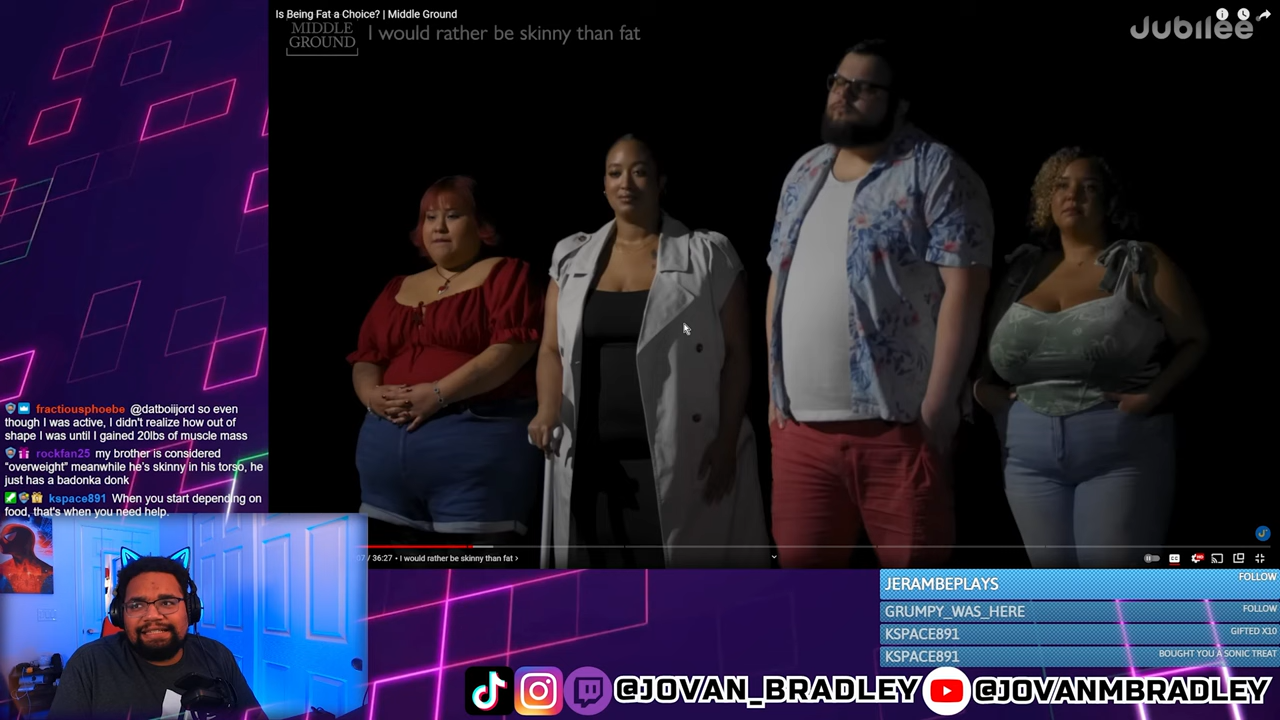 Is Being Fat a Choice? | Middle Ground
MIDDLE
GROUND
I would rather be skinny than fat
Jubilee
fractiousphoebe @datboiijord so even
though I was active, I didn't realize how out of
shape I was until I gained 20lbs of muscle mass
rockfan25 my brother is considered
“overweight” meanwhile he's skinny in his torso, he
just has a badonka donk
kspace891 When you start depending on
food, that's when you need help.
/ 36:27 • I would rather be skinny than fat ›
CC
JERAMBEPLAYS FOLLOW
GRUMPY_WAS_HERE FOLLOW
KSPACE891 GIFTED X10
KSPACE891 BOUGHT YOU A SONIC TREAT
@JOVAN_BRADLEY @JOVANMBRADLEY